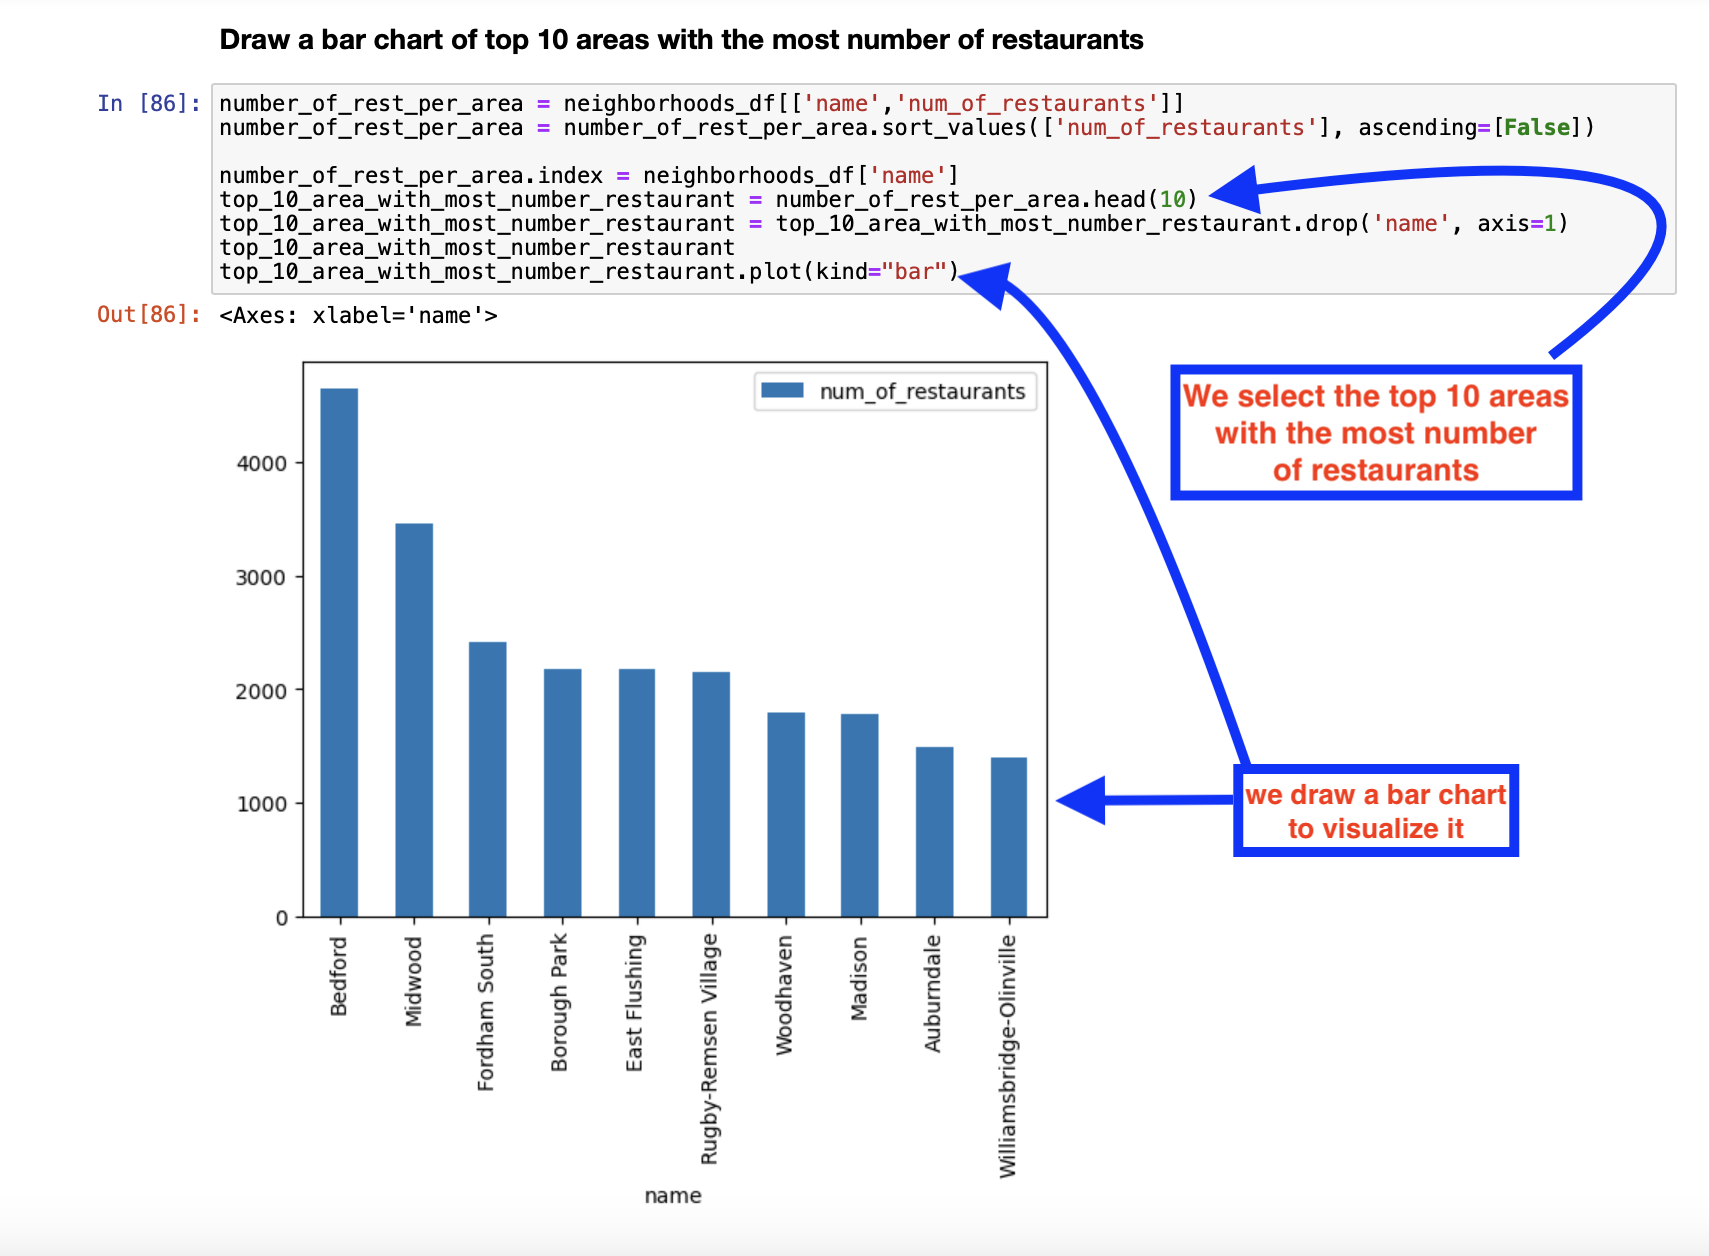 Draw a bar chart of top 10 areas with the most number of restaurants
In [86]:
number_of_rest_per_area = neighborhoods_df[['name','num_of_restaurants']]
number_of_rest_per_area = number_of_rest_per_area.sort_values(['num_of_restaurants'], ascending=[False])
number_of_rest_per_area.index = neighborhoods_df['name']
top_10_area_with_most_number_restaurant = number_of_rest_per_area.head(10)
top_10_area_with_most_number_restaurant = top_10_area_with_most_number_restaurant.drop('name', axis=1)
top_10_area_with_most_number_restaurant
top_10_area_with_most_number_restaurant.plot(kind="bar")
Out[86]: <Axes: xlabel='name'>
num_of_restaurants
We select the top 10 areas
with the most number
of restaurants
4000
3000
2000
1000
0
we draw a bar chart
to visualize it
Bedford
Midwood
Fordham South
Borough Park
East Flushing
Rugby-Remsen Village
Woodhaven
Madison
Auburndale
Williamsbridge-Olinville
name